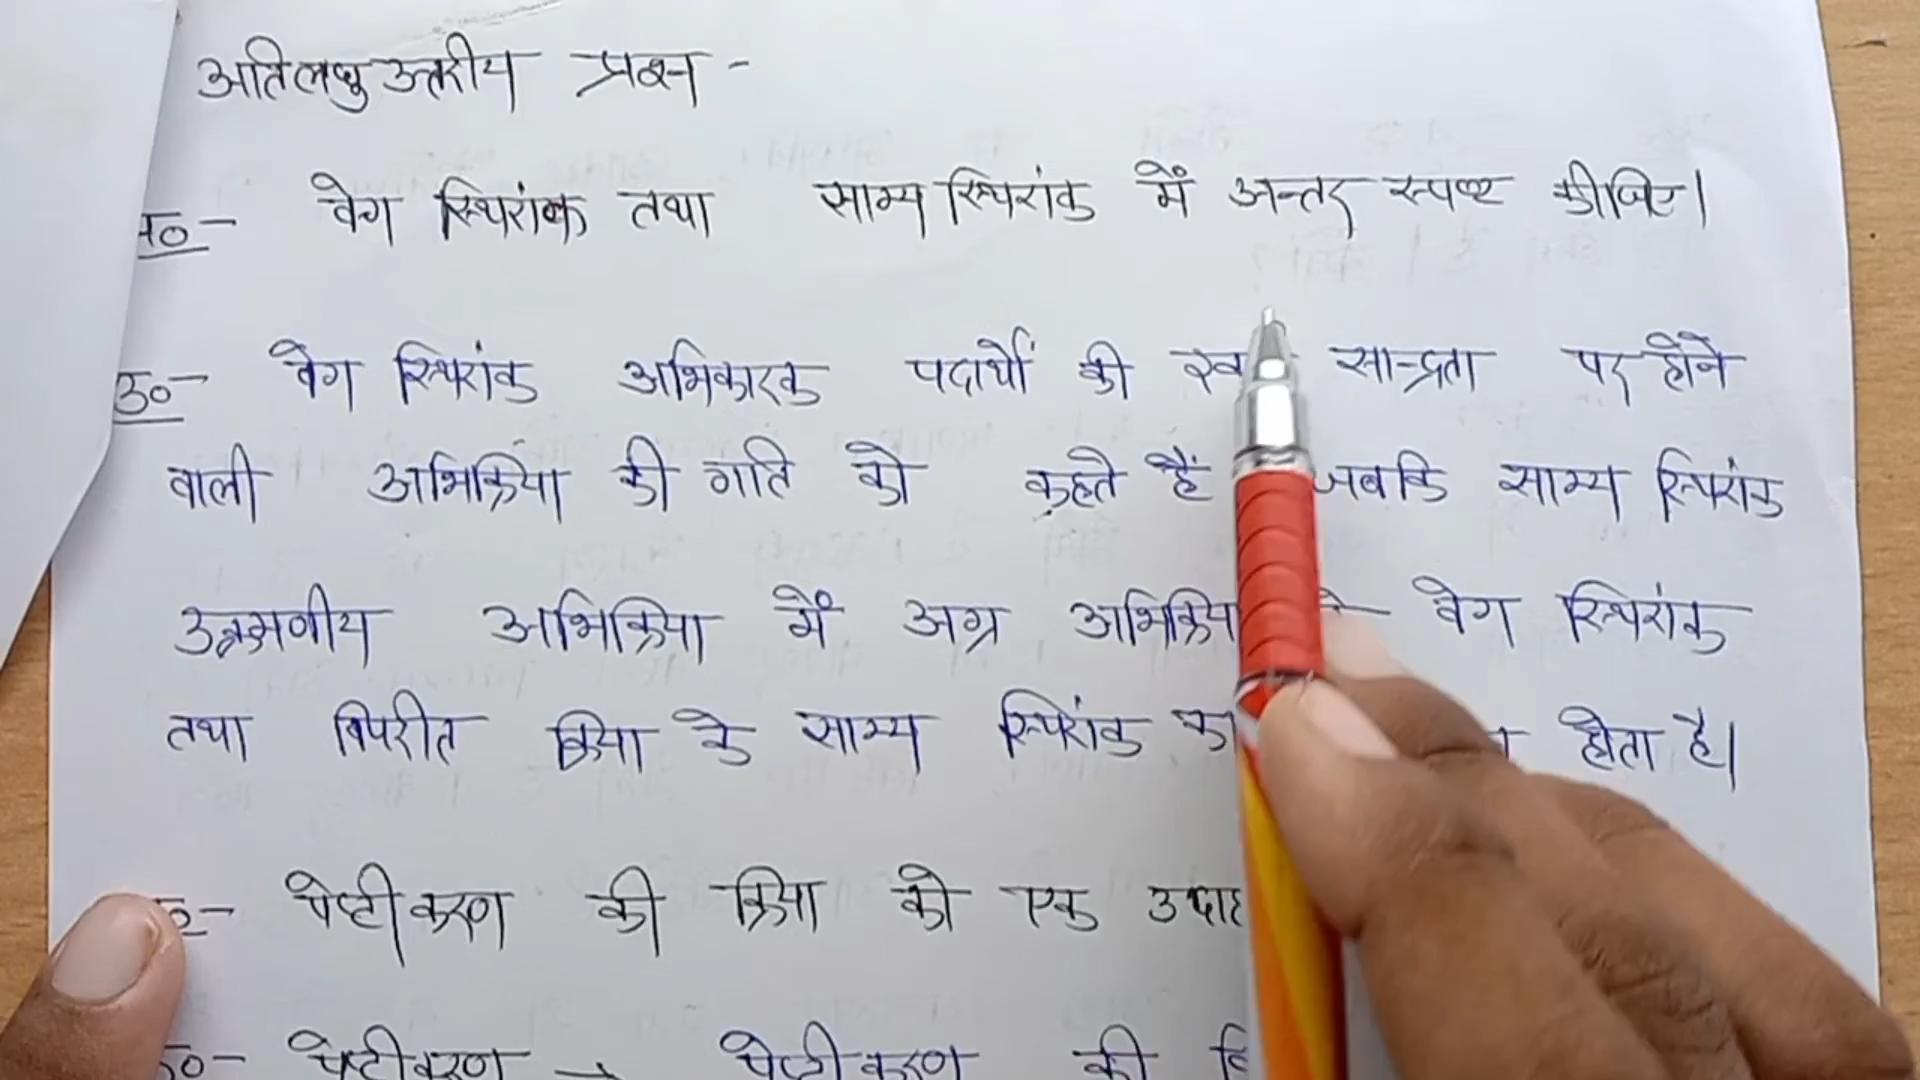 अतिलघु उत्तरीय प्रश्न -
प्र०- वेग स्थिरांक तथा साम्य स्थिरांक में अन्तर स्पष्ट कीजिए।
उ०- वेग स्थिरांक अभिकारक पदार्थों की सान्द्रता पर होने
वाली अभिक्रिया की गति को कहते हैं जबकि साम्य स्थिरांक
उत्क्रमणीय अभिक्रिया में अग्र वेग स्थिरांक
तथा विपरीत क्रिया के साम्य स्थिरांक होता है।
पेप्टीकरण की क्रिया को एक
उ०- पेप्टीकरण → पेप्टीकरण की